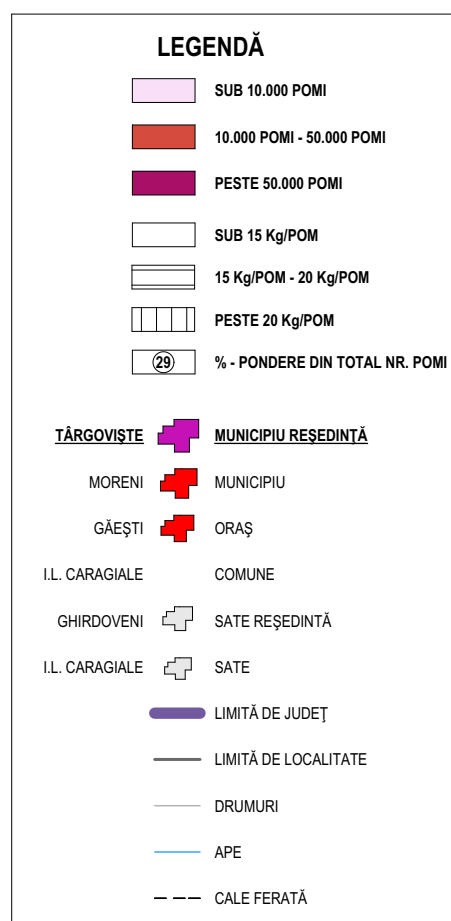 LEGENDĂ
SUB 10.000 POMI
10.000 POMI - 50.000 POMI
PESTE 50.000 POMI
SUB 15 Kg/POM
15 Kg/POM - 20 Kg/POM
PESTE 20 Kg/POM
29 % - PONDERE DIN TOTAL NR. POMI
TÂRGOVIŞTE MUNICIPIU REŞEDINŢĂ
MORENI MUNICIPIU
GĂEŞTI ORAŞ
I.L. CARAGIALE COMUNE
GHIRDOVENI SATE REŞEDINTĂ
I.L. CARAGIALE SATE
LIMITĂ DE JUDEŢ
LIMITĂ DE LOCALITATE
DRUMURI
APE
CALE FERATĂ